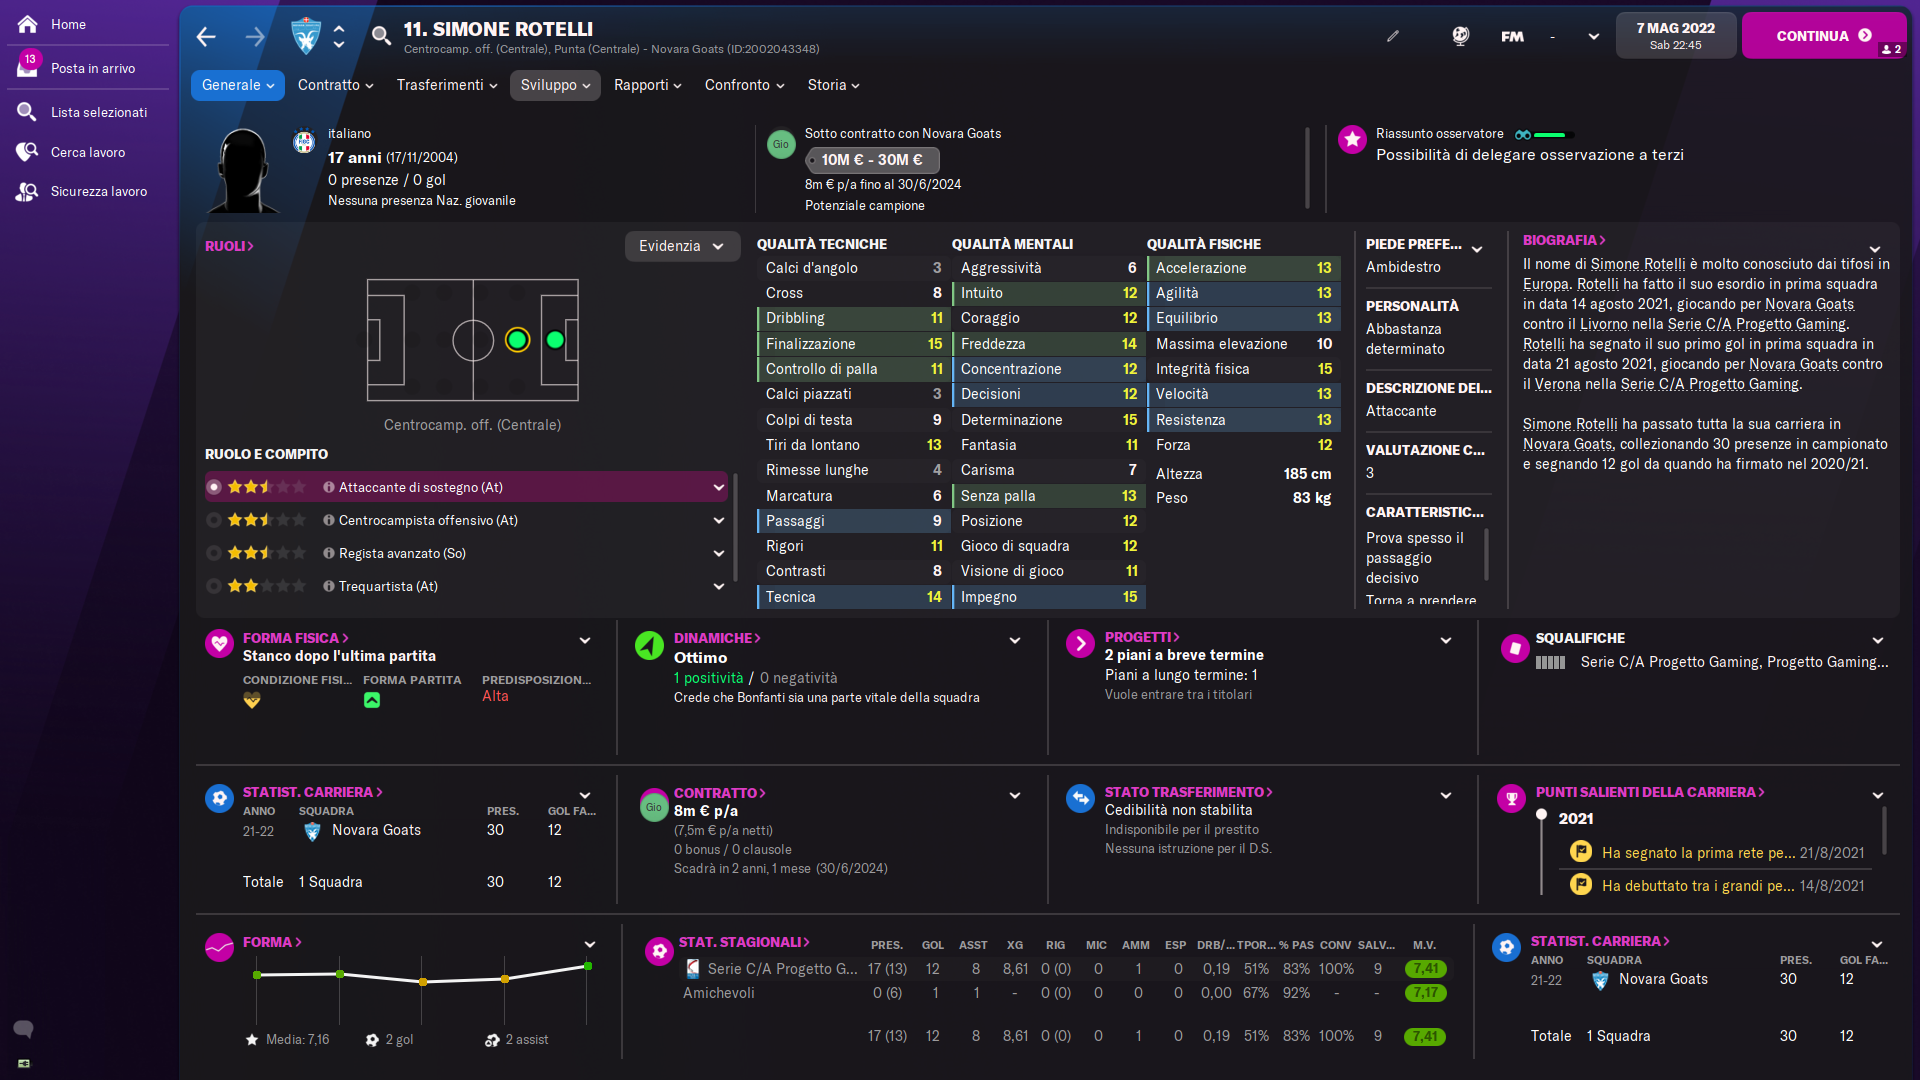 Home
13
Posta in arrivo
Lista selezionati
Cerca lavoro
Sicurezza lavoro
11. SIMONE ROTELLI
Centrocamp. off. (Centrale), Punta (Centrale) - Novara Goats (ID:2002043348)
FM
-
7 MAG 2022
Sab 22:45
CONTINUA
2
Generale
Contratto
Trasferimenti
Sviluppo
Rapporti
Confronto
Storia
italiano
17 anni (17/11/2004)
0 presenze / 0 gol
Nessuna presenza Naz. giovanile
Gio
Sotto contratto con Novara Goats
10M € - 30M €
8m € p/a fino al 30/6/2024
Potenziale campione
Riassunto osservatore
Possibilità di delegare osservazione a terzi
RUOLI
Evidenzia
Centrocamp. off. (Centrale)
RUOLO E COMPITO
Attaccante di sostegno (At)
Centrocampista offensivo (At)
Regista avanzato (So)
Trequartista (At)
QUALITÀ TECNICHE
Calci d'angolo 3
Cross 8
Dribbling 11
Finalizzazione 15
Controllo di palla 11
Calci piazzati 3
Colpi di testa 9
Tiri da lontano 13
Rimesse lunghe 4
Marcatura 6
Passaggi 9
Rigori 11
Contrasti 8
Tecnica 14
QUALITÀ MENTALI
Aggressività 6
Intuito 12
Coraggio 12
Freddezza 14
Concentrazione 12
Decisioni 12
Determinazione 15
Fantasia 11
Carisma 7
Senza palla 13
Posizione 12
Gioco di squadra 12
Visione di gioco 11
Impegno 15
QUALITÀ FISICHE
Accelerazione 13
Agilità 13
Equilibrio 13
Massima elevazione 10
Integrità fisica 15
Velocità 13
Resistenza 13
Forza 12
Altezza 185 cm
Peso 83 kg
PIEDE PREFE...
Ambidestro
PERSONALITÀ
Abbastanza
determinato
DESCRIZIONE DEI...
Attaccante
VALUTAZIONE C...
3
CARATTERISTIC...
Prova spesso il
passaggio
decisivo
Torna a prendere
BIOGRAFIA
Il nome di Simone Rotelli è molto conosciuto dai tifosi in
Europa. Rotelli ha fatto il suo esordio in prima squadra
in data 14 agosto 2021, giocando per Novara Goats
contro il Livorno nella Serie C/A Progetto Gaming.
Rotelli ha segnato il suo primo gol in prima squadra in
data 21 agosto 2021, giocando per Novara Goats contro
il Verona nella Serie C/A Progetto Gaming.
Simone Rotelli ha passato tutta la sua carriera in
Novara Goats, collezionando 30 presenze in campionato
e segnando 12 gol da quando ha firmato nel 2020/21.
FORMA FISICA
Stanco dopo l'ultima partita
CONDIZIONE FISI... FORMA PARTITA PREDISPOSIZION...
Alta
DINAMICHE
Ottimo
1 positività / 0 negatività
Crede che Bonfanti sia una parte vitale della squadra
PROGETTI
2 piani a breve termine
Piani a lungo termine: 1
Vuole entrare tra i titolari
SQUALIFICHE
Serie C/A Progetto Gaming, Progetto Gaming...
STATIST. CARRIERA
ANNO SQUADRA PRES. GOL FA...
21-22 Novara Goats 30 12
Totale 1 Squadra 30 12
Gio
CONTRATTO
8m € p/a
(7,5m € p/a netti)
0 bonus / 0 clausole
Scadrà in 2 anni, 1 mese (30/6/2024)
STATO TRASFERIMENTO
Cedibilità non stabilita
Indisponibile per il prestito
Nessuna istruzione per il D.S.
PUNTI SALIENTI DELLA CARRIERA
2021
Ha segnato la prima rete pe... 21/8/2021
Ha debuttato tra i grandi pe... 14/8/2021
FORMA
Media: 7,16
2 gol
2 assist
STAT. STAGIONALI PRES. GOL ASST XG RIG MIC AMM ESP DRB/... TPOR... % PAS CONV SALV... M.V.
Serie C/A Progetto G... 17 (13) 12 8 8,61 0 (0) 0 1 0 0,19 51% 83% 100% 9 7,41
Amichevoli 0 (6) 1 1 - 0 (0) 0 0 0 0,00 67% 92% - - 7,17
17 (13) 12 8 8,61 0 (0) 0 1 0 0,19 51% 83% 100% 9 7,41
STATIST. CARRIERA
ANNO SQUADRA PRES. GOL FA...
21-22 Novara Goats 30 12
Totale 1 Squadra 30 12